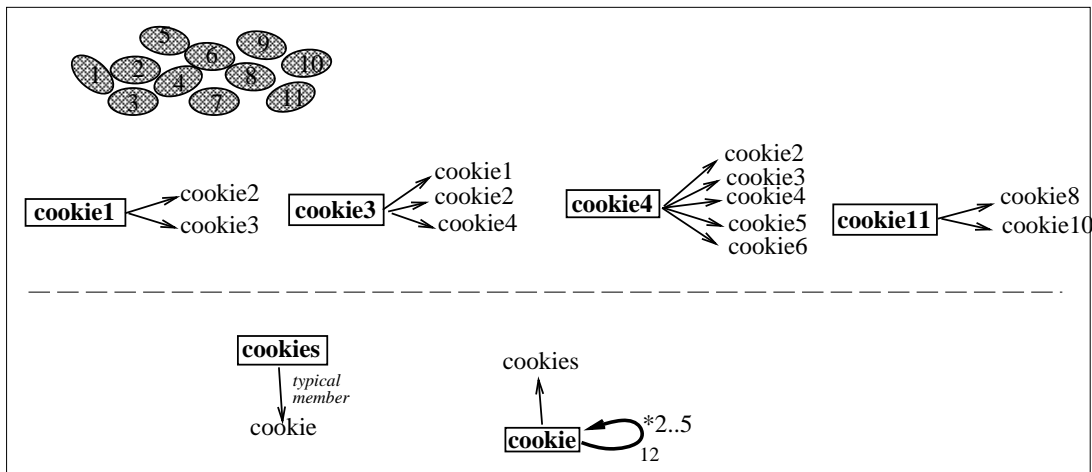 5
9
6
10
1
2
4
8
3
7
11
cookie1
cookie2
cookie3
cookie3
cookie1
cookie2
cookie4
cookie4
cookie2
cookie3
cookie4
cookie5
cookie6
cookie11
cookie8
cookie10
cookies
typical
member
cookie
cookies
cookie
*2..5
12